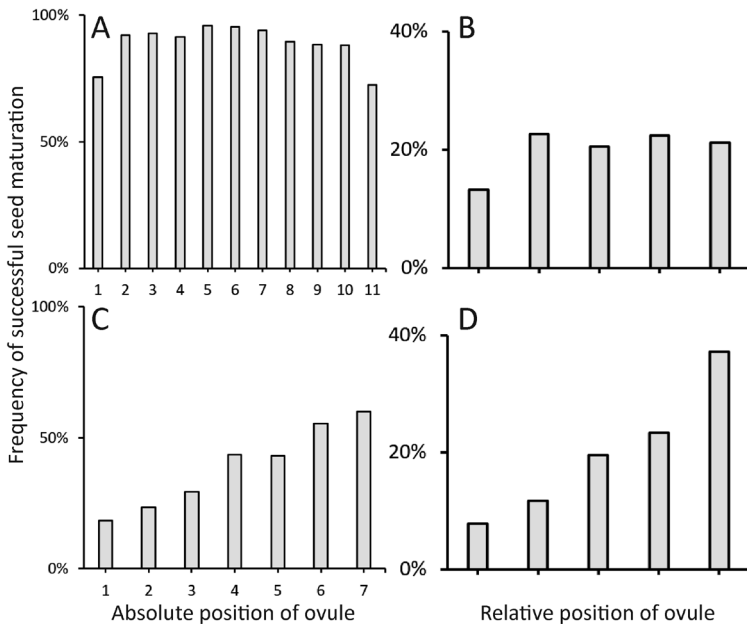 Frequency of successful seed maturation
A
100%
50%
0%
1 2 3 4 5 6 7 8 9 10 11
B
40%
20%
0%
C
100%
50%
0%
1 2 3 4 5 6 7
Absolute position of ovule
D
40%
20%
0%
Relative position of ovule